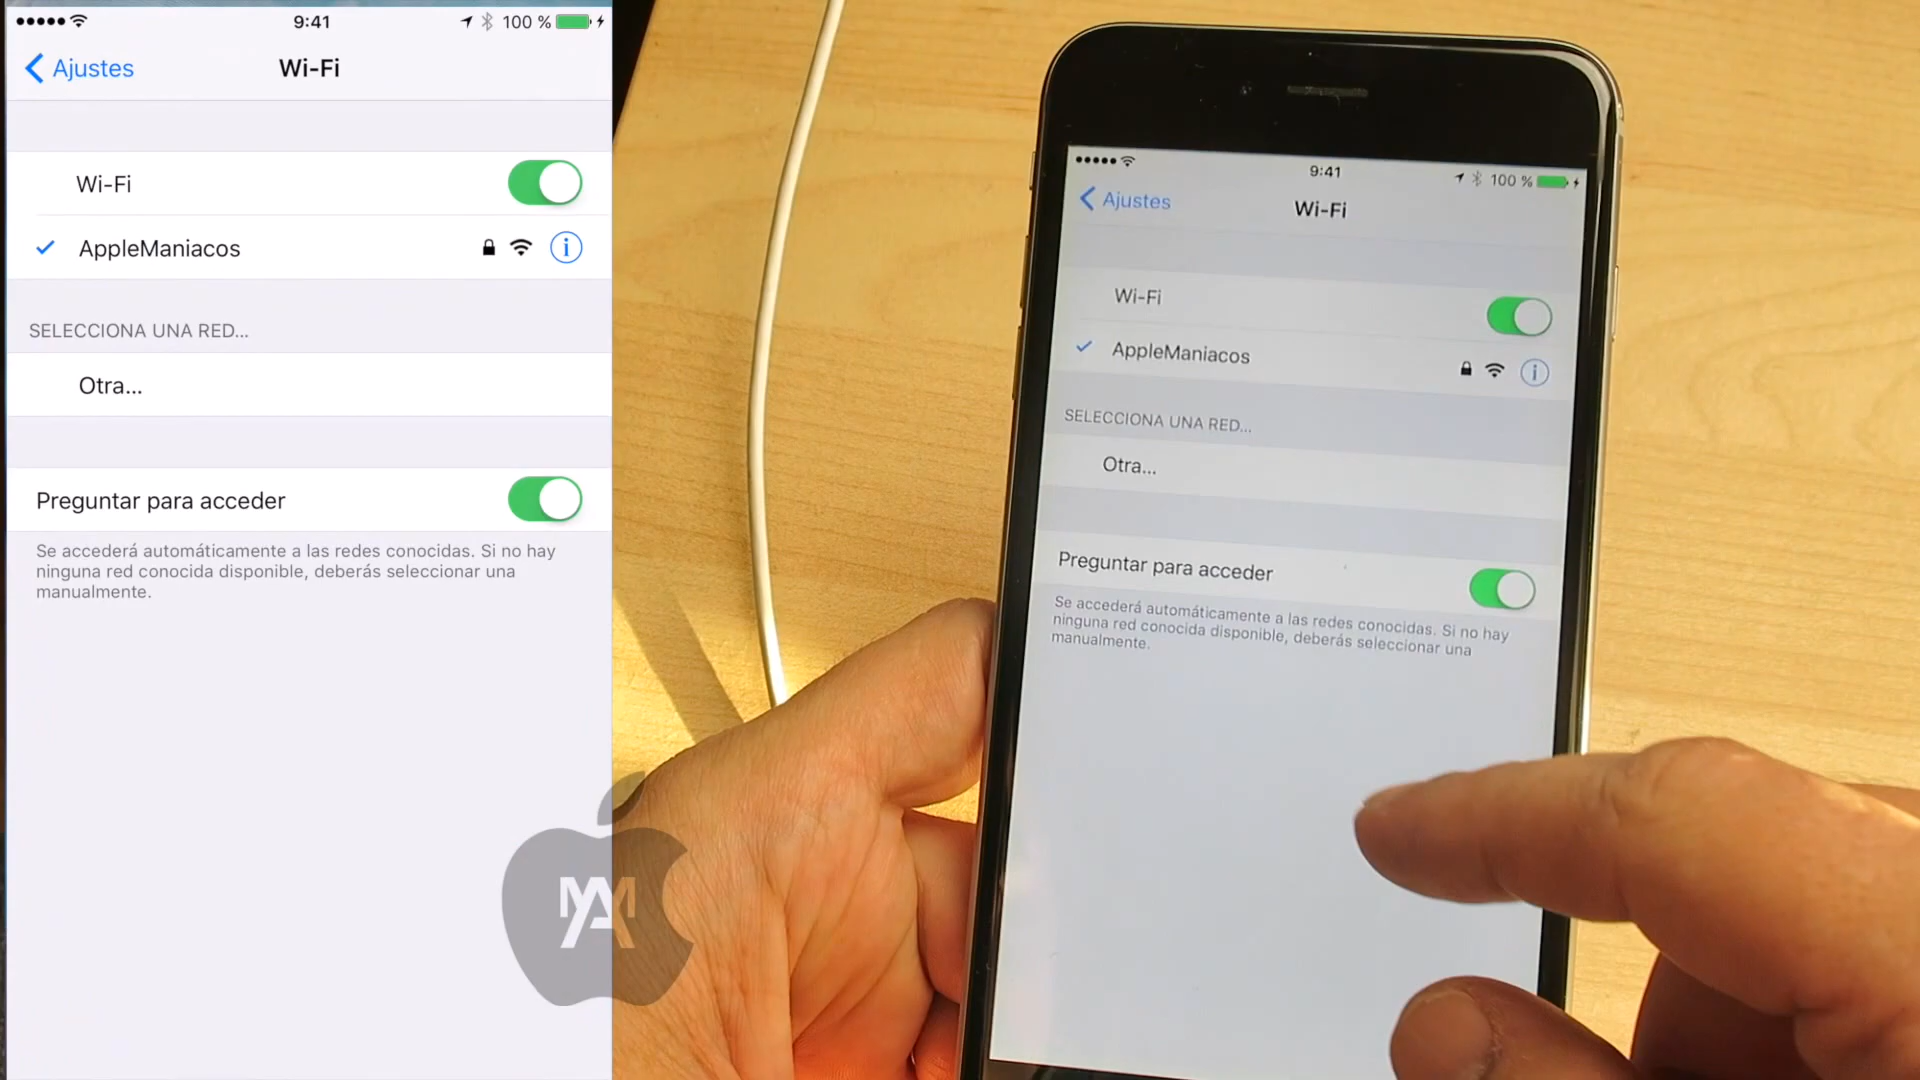 9:41
100 %
Ajustes
Wi-Fi
Wi-Fi
AppleManiacos
SELECCIONA UNA RED...
Otra...
Preguntar para acceder
Se accederá automáticamente a las redes conocidas. Si no hay
ninguna red conocida disponible, deberás seleccionar una
manualmente.
9:41
100 %
Ajustes
Wi-Fi
Wi-Fi
AppleManiacos
SELECCIONA UNA RED...
Otra...
Preguntar para acceder
Se accederá automáticamente a las redes conocidas. Si no hay
ninguna red conocida disponible, deberás seleccionar una
manualmente.